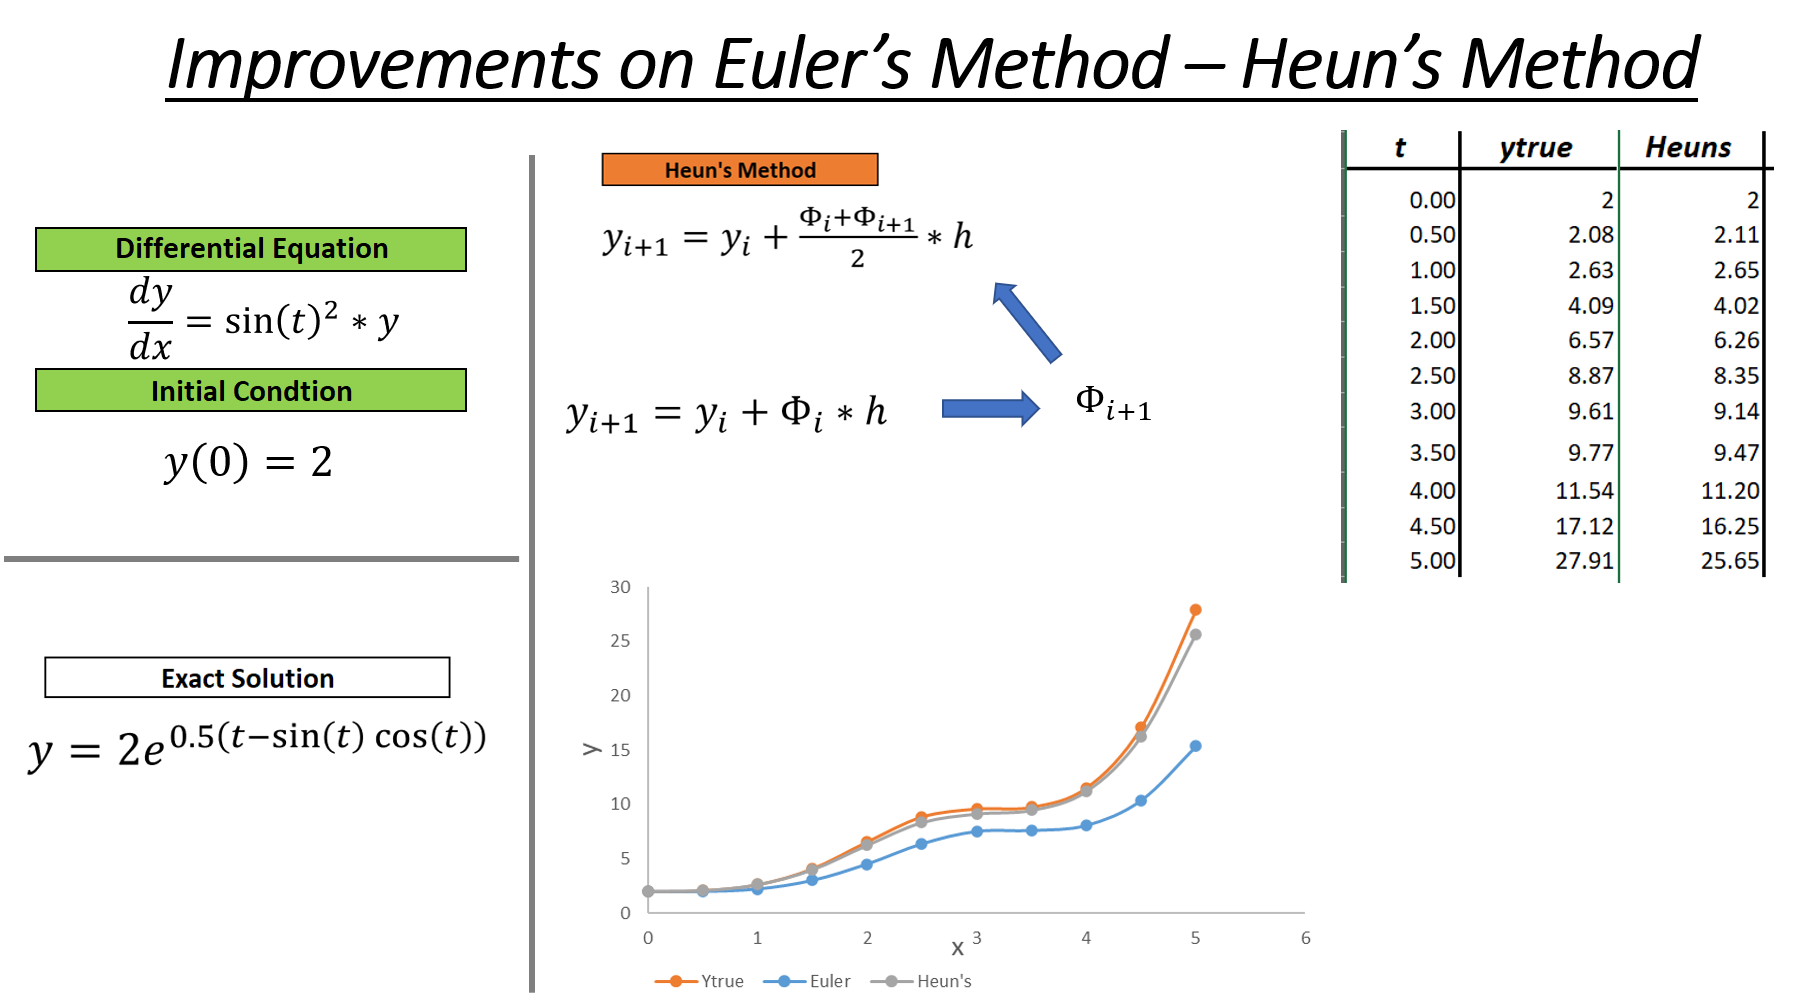 Improvements on Euler’s Method – Heun’s Method
Differential Equation
dy/dx = sin(t)² ∗ y
Initial Condtion
y(0) = 2
Exact Solution
y = 2e^{0.5(t−sin(t) cos(t))}
Heun's Method
y_{i+1} = y_i + (Φ_i+Φ_{i+1})/2 ∗ h
y_{i+1} = y_i + Φ_i ∗ h
Φ_{i+1}
t ytrue Heuns
0.00 2 2
0.50 2.08 2.11
1.00 2.63 2.65
1.50 4.09 4.02
2.00 6.57 6.26
2.50 8.87 8.35
3.00 9.61 9.14
3.50 9.77 9.47
4.00 11.54 11.20
4.50 17.12 16.25
5.00 27.91 25.65
30
25
20
15
10
5
0
y
0 1 2 3 4 5 6
x
Ytrue Euler Heun's